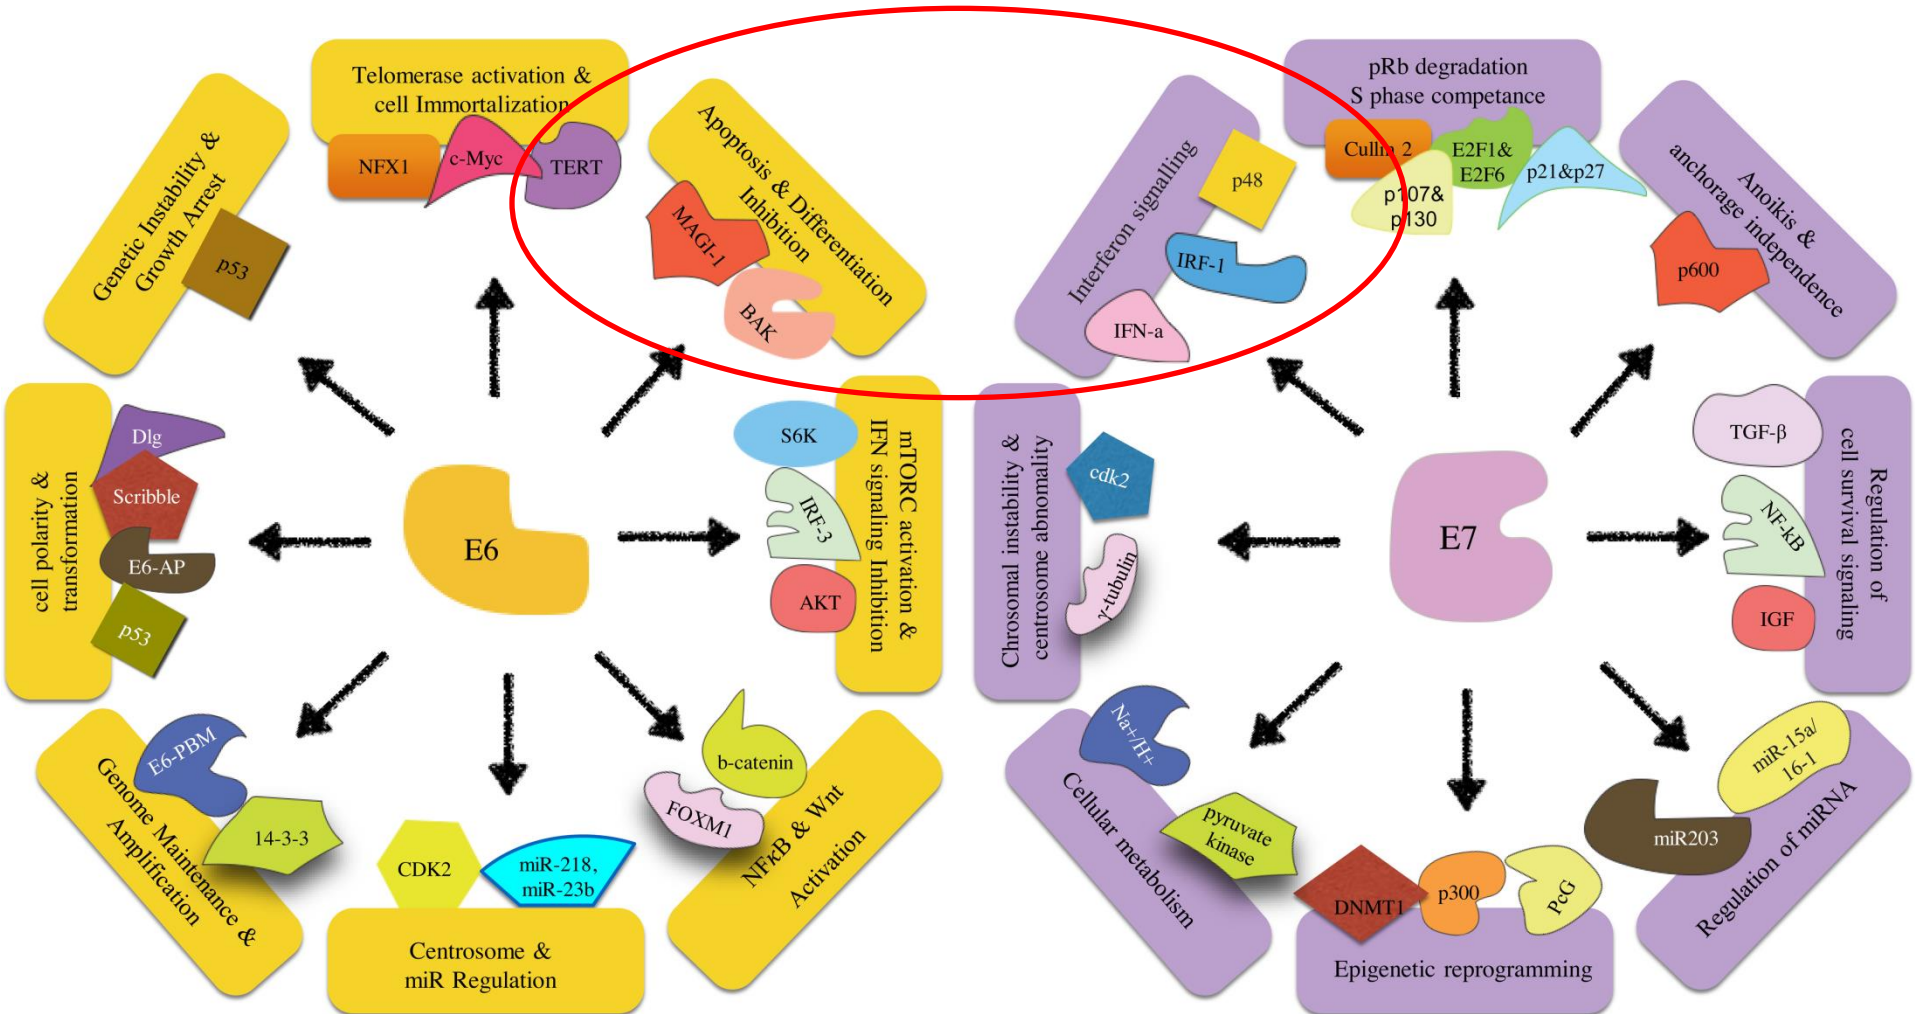 Telomerase activation &
cell Immortalization
NFX1
c-Myc
TERT
Genetic Instability &
Growth Arrest
p53
Apoptosis & Differentiation
Inhibition
MAGI-1
BAK
cell polarity &
transformation
Dlg
Scribble
E6-AP
p53
E6
mTORC activation &
IFN signaling Inhibition
S6K
IRF-3
AKT
Genome Maintenance &
Amplification
E6-PBM
14-3-3
CDK2
miR-218,
miR-23b
Centrosome &
miR Regulation
b-catenin
FOXM1
NFκB & Wnt
Activation
Interferon signalling
p48
IRF-1
IFN-a
pRb degradation
S phase competance
Cullin 2
p107&
p130
E2F1&
E2F6
p21&p27
Anoikis &
anchorage independence
p600
Chrosomal instability &
centrosome abnomality
cdk2
γ-tubulin
E7
TGF-β
NF-kB
IGF
Regulation of
cell survival signaling
Na+/H+
pyruvate
kinase
Cellular metabolism
DNMT1
p300
PcG
Epigenetic reprogramming
miR-15a/
16-1
miR203
Regulation of miRNA